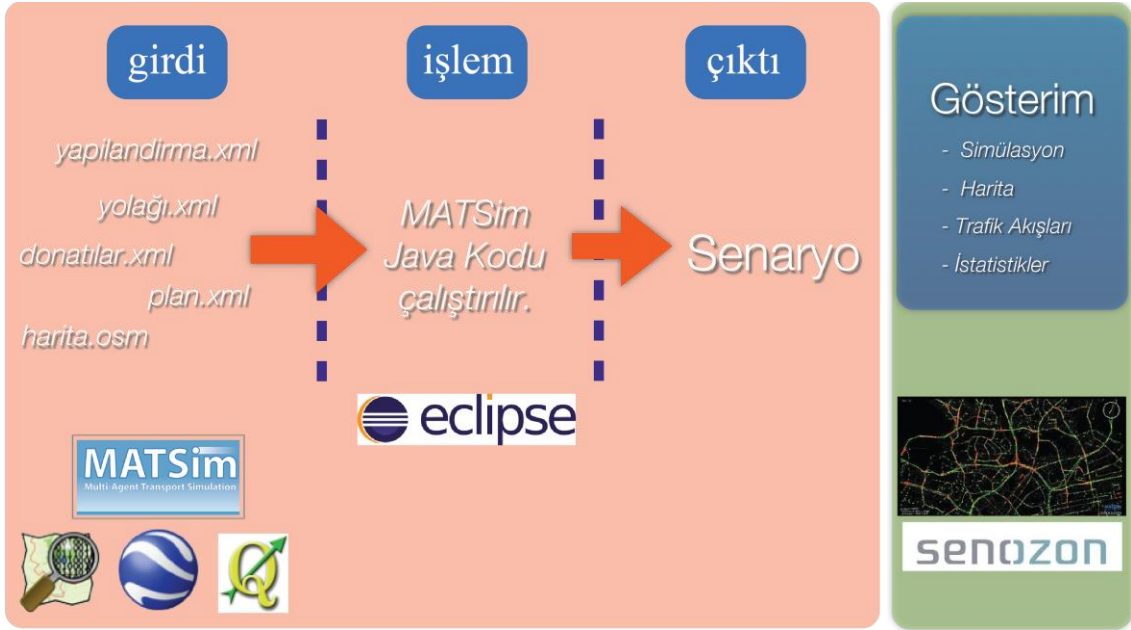 girdi
işlem
çıktı
yapilandirma.xml
yolağı.xml
donatılar.xml
plan.xml
harita.osm
MATSim
Java Kodu
çalıştırılır.
Senaryo
eclipse
MATSim
Multi-Agent Transport Simulation
Gösterim
- Simülasyon
- Harita
- Trafik Akışları
- İstatistikler
senozon